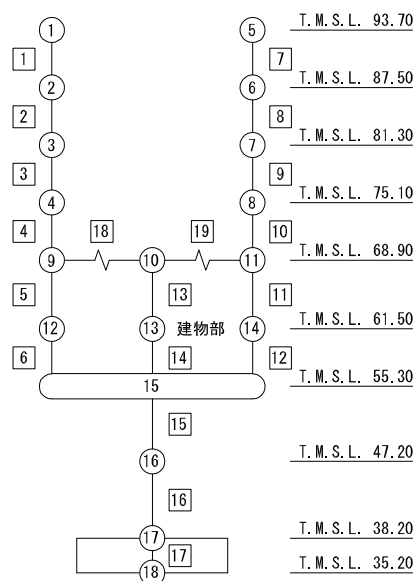 1 5 T.M.S.L. 93.70
1 7
2 6 T.M.S.L. 87.50
2 8
3 7 T.M.S.L. 81.30
3 9
4 8 T.M.S.L. 75.10
4 18 19 10
9 10 11 T.M.S.L. 68.90
5 13 11
12 13 建物部 14 T.M.S.L. 61.50
6 14 12
15 T.M.S.L. 55.30
15
16 T.M.S.L. 47.20
16
17 T.M.S.L. 38.20
17
18 T.M.S.L. 35.20